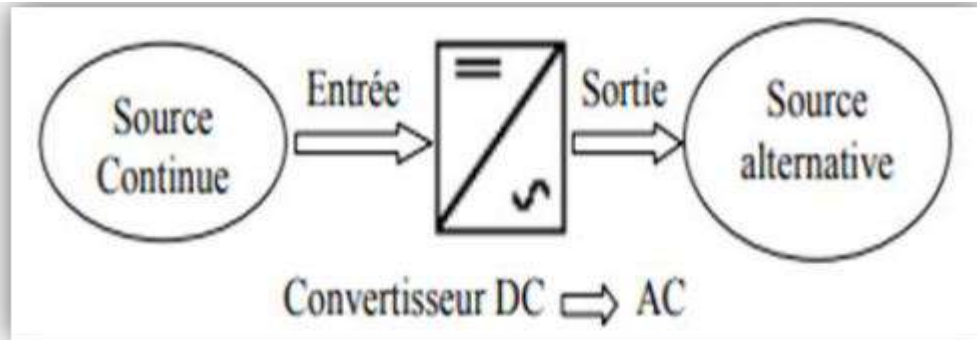 Source
Continue
Entrée
Sortie
Source
alternative
Convertisseur DC ⇨ AC